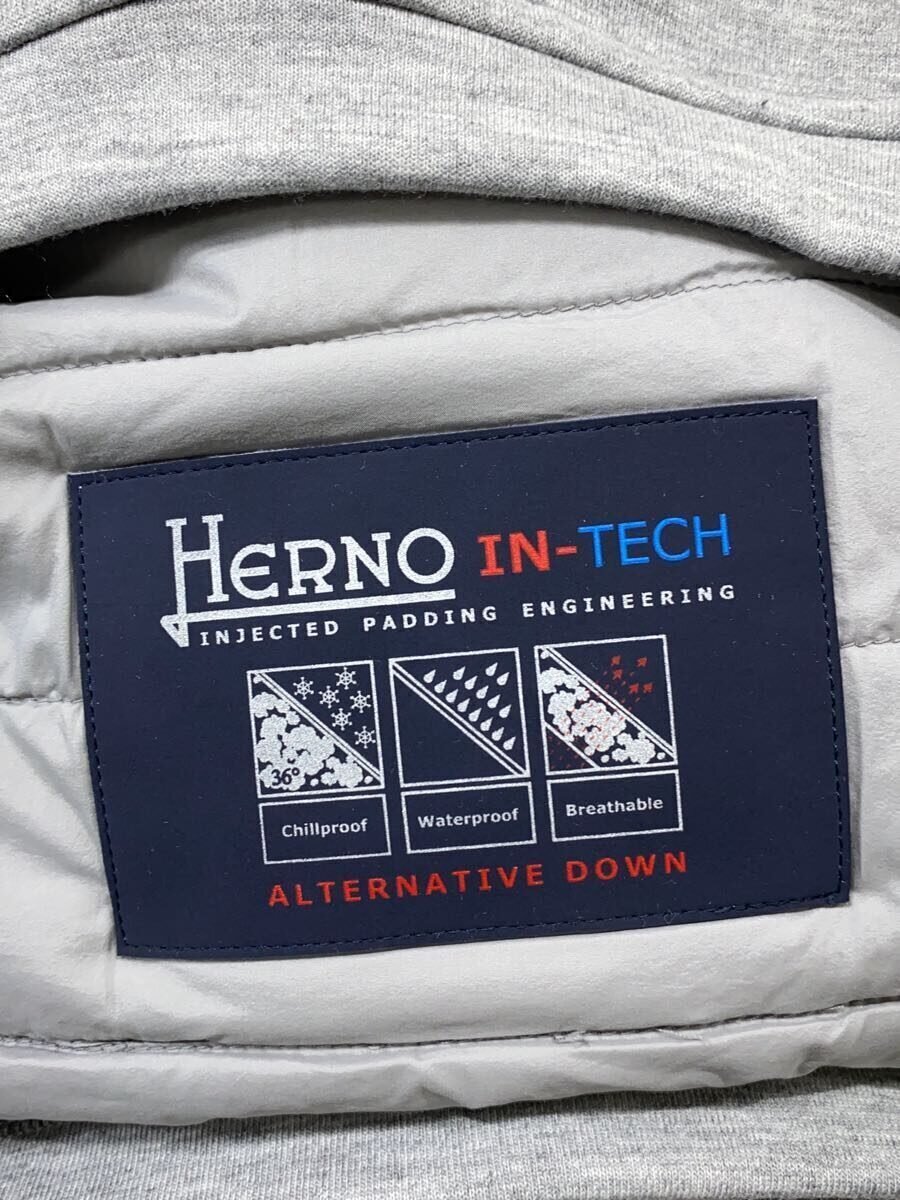 HERNO IN-TECH
INJECTED PADDING ENGINEERING
36°
Chillproof Waterproof Breathable
ALTERNATIVE DOWN